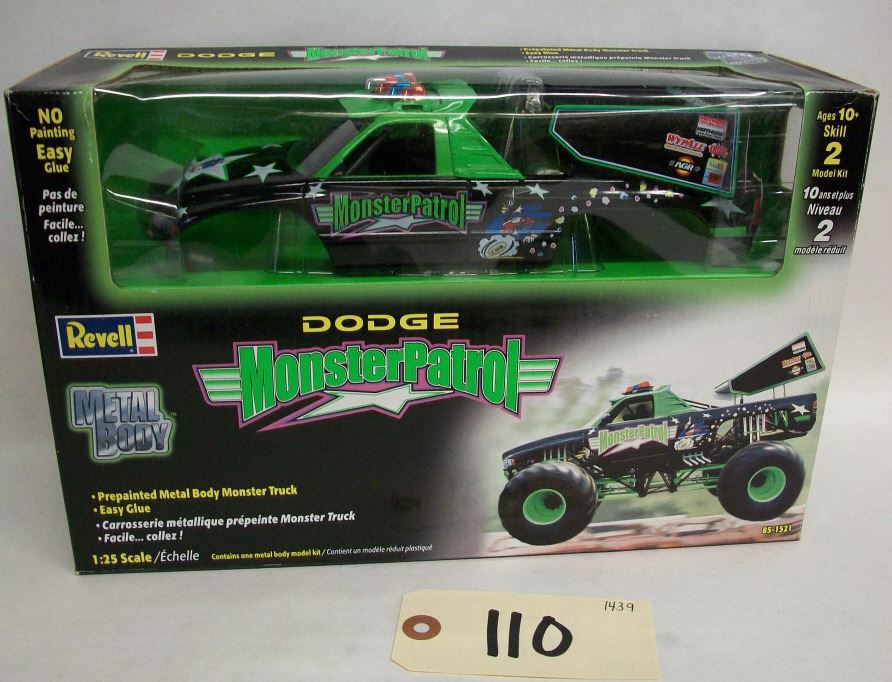 Revell DODGE MonsterPatrol
• Prepainted Metal Body Monster Truck
• Easy Glue
• Carrosserie métallique prépeinte Monster Truck
• Facile... collez !
NO
Painting
Easy
Glue
Pas de
peinture
Facile...
collez !
MonsterPatrol
WYNJET
AGR
Ages 10+
Skill
2
Model Kit
10 ans et plus
Niveau
2
modèle réduit
Revell
DODGE
MonsterPatrol
METAL
BODY
MonsterPatrol
• Prepainted Metal Body Monster Truck
• Easy Glue
• Carrosserie métallique prépeinte Monster Truck
• Facile... collez !
1:25 Scale / Échelle Contains one metal body model kit / Contient un modèle réduit plastiqué
85-1521
1439
110